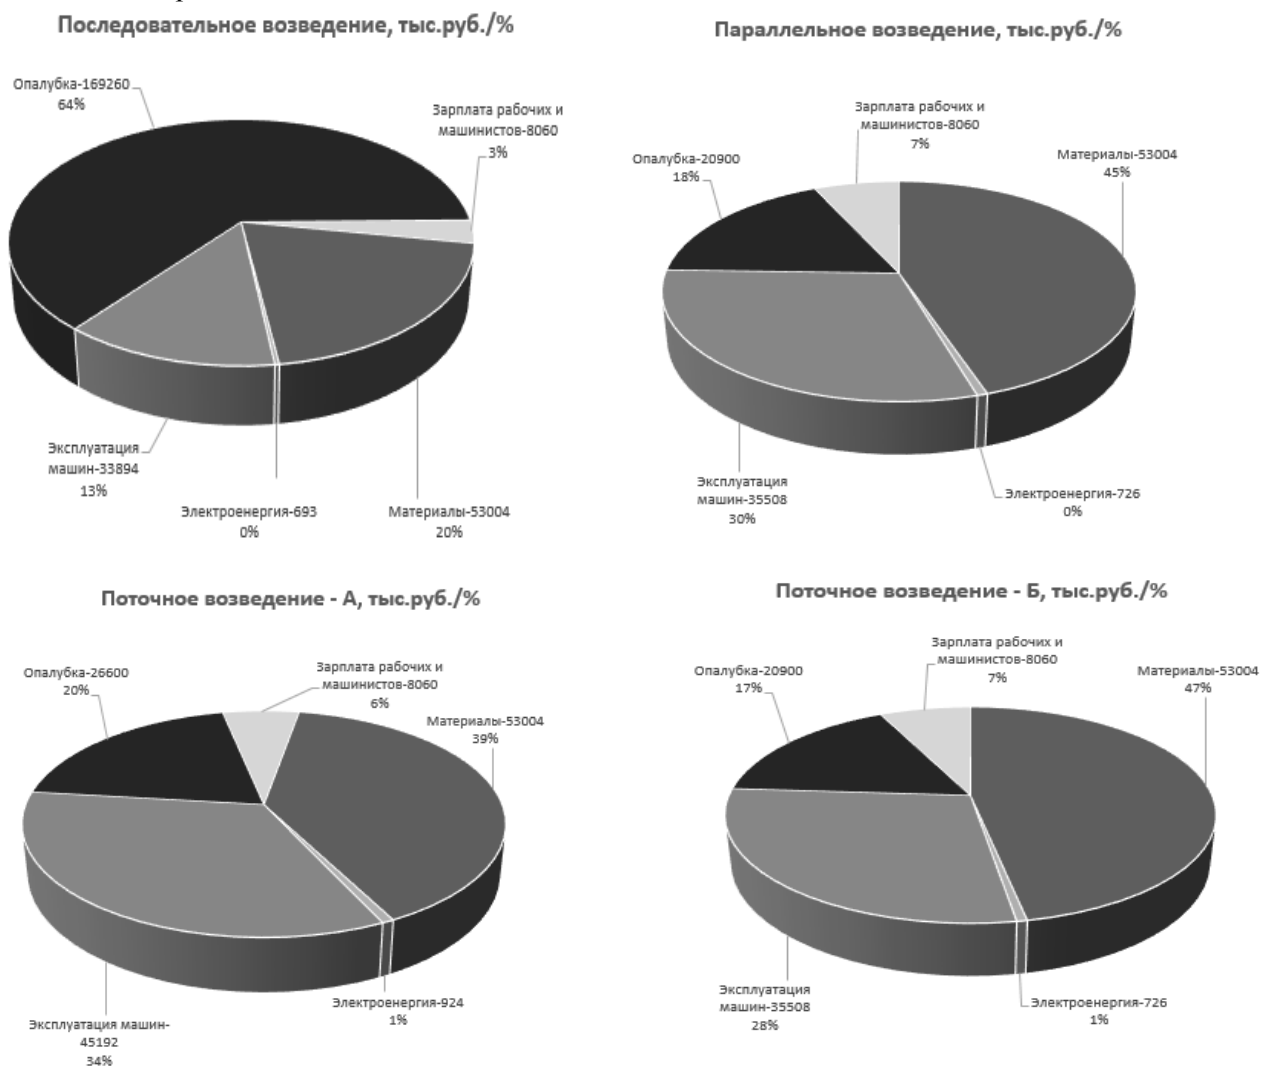 Последовательное возведение, тыс.руб./%
Опалубка-169260
64%
Зарплата рабочих и
машинистов-8060
3%
Эксплуатация
машин-33894
13%
Электроенергия-693
0%
Материалы-53004
20%
Параллельное возведение, тыс.руб./%
Зарплата рабочих и
машинистов-8060
7%
Опалубка-20900
18%
Материалы-53004
45%
Эксплуатация
машин-35508
30%
Электроенергия-726
0%
Поточное возведение - А, тыс.руб./%
Опалубка-26600
20%
Зарплата рабочих и
машинистов-8060
6%
Материалы-53004
39%
Электроенергия-924
1%
Эксплуатация машин-
45192
34%
Поточное возведение - Б, тыс.руб./%
Зарплата рабочих и
машинистов-8060
7%
Опалубка-20900
17%
Материалы-53004
47%
Эксплуатация
машин-35508
28%
Электроенергия-726
1%